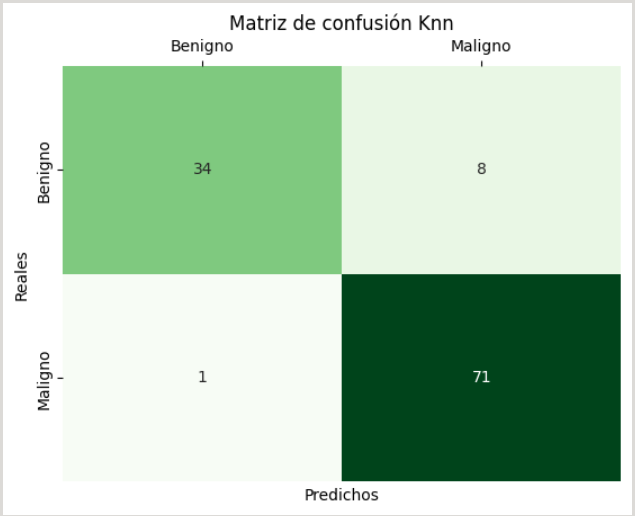 Matriz de confusión Knn
Benigno Maligno
Benigno 34 8
Reales
Maligno 1 71
Predichos